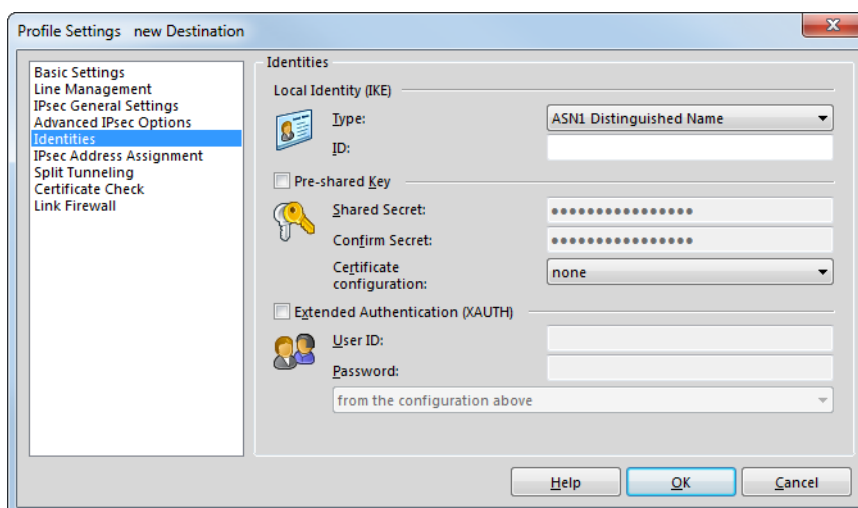 Profile Settings new Destination
Basic Settings
Line Management
IPsec General Settings
Advanced IPsec Options
Identities
IPsec Address Assignment
Split Tunneling
Certificate Check
Link Firewall
Identities
Local Identity (IKE)
Type:
ASN1 Distinguished Name
ID:
Pre-shared Key
Shared Secret:
●●●●●●●●●●●●●●●●
Confirm Secret:
●●●●●●●●●●●●●●●●
Certificate
configuration:
none
Extended Authentication (XAUTH)
User ID:
Password:
from the configuration above
Help
OK
Cancel